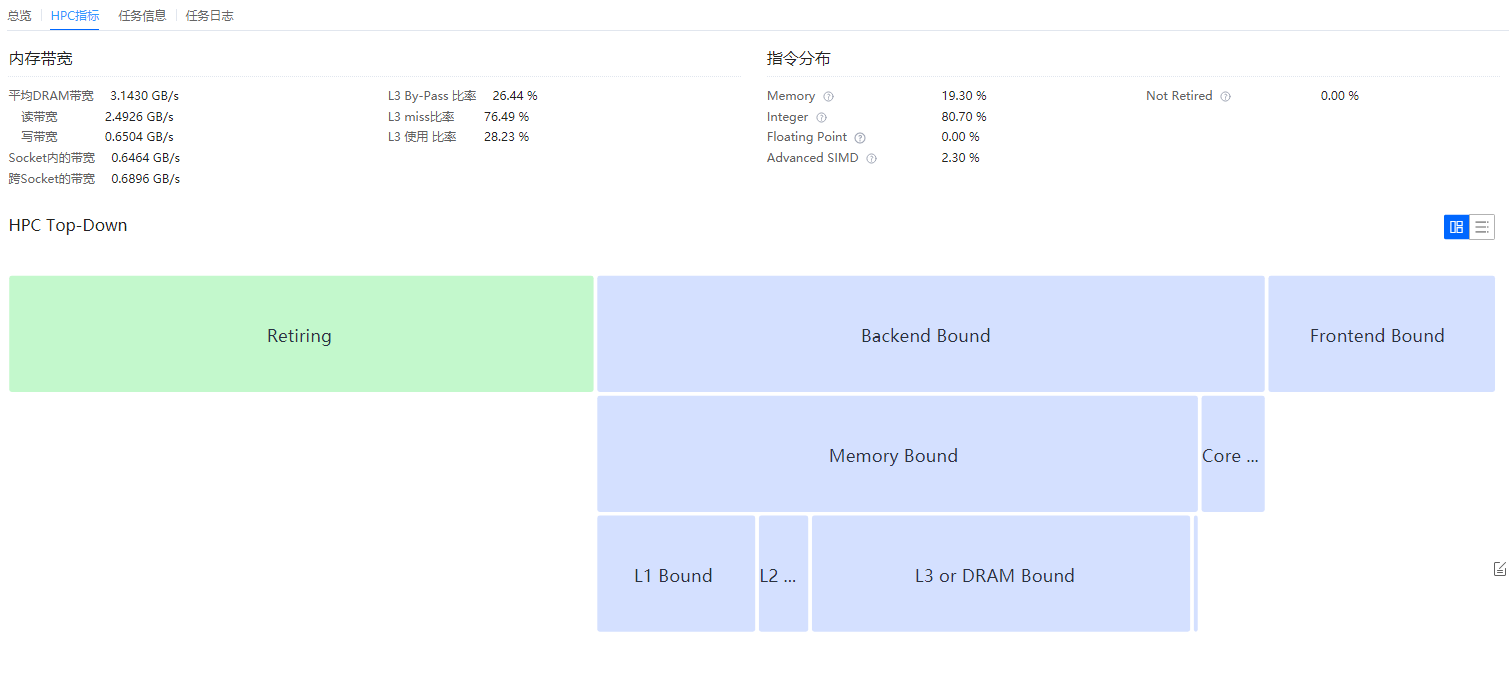 总览 HPC指标 任务信息 任务日志
内存带宽
平均DRAM带宽 3.1430 GB/s L3 By-Pass 比率 26.44 %
读带宽 2.4926 GB/s L3 miss比率 76.49 %
写带宽 0.6504 GB/s L3 使用 比率 28.23 %
Socket内的带宽 0.6464 GB/s
跨Socket的带宽 0.6896 GB/s
指令分布
Memory 19.30 % Not Retired 0.00 %
Integer 80.70 %
Floating Point 0.00 %
Advanced SIMD 2.30 %
HPC Top-Down
Retiring Backend Bound Frontend Bound
Memory Bound Core ...
L1 Bound L2 ... L3 or DRAM Bound